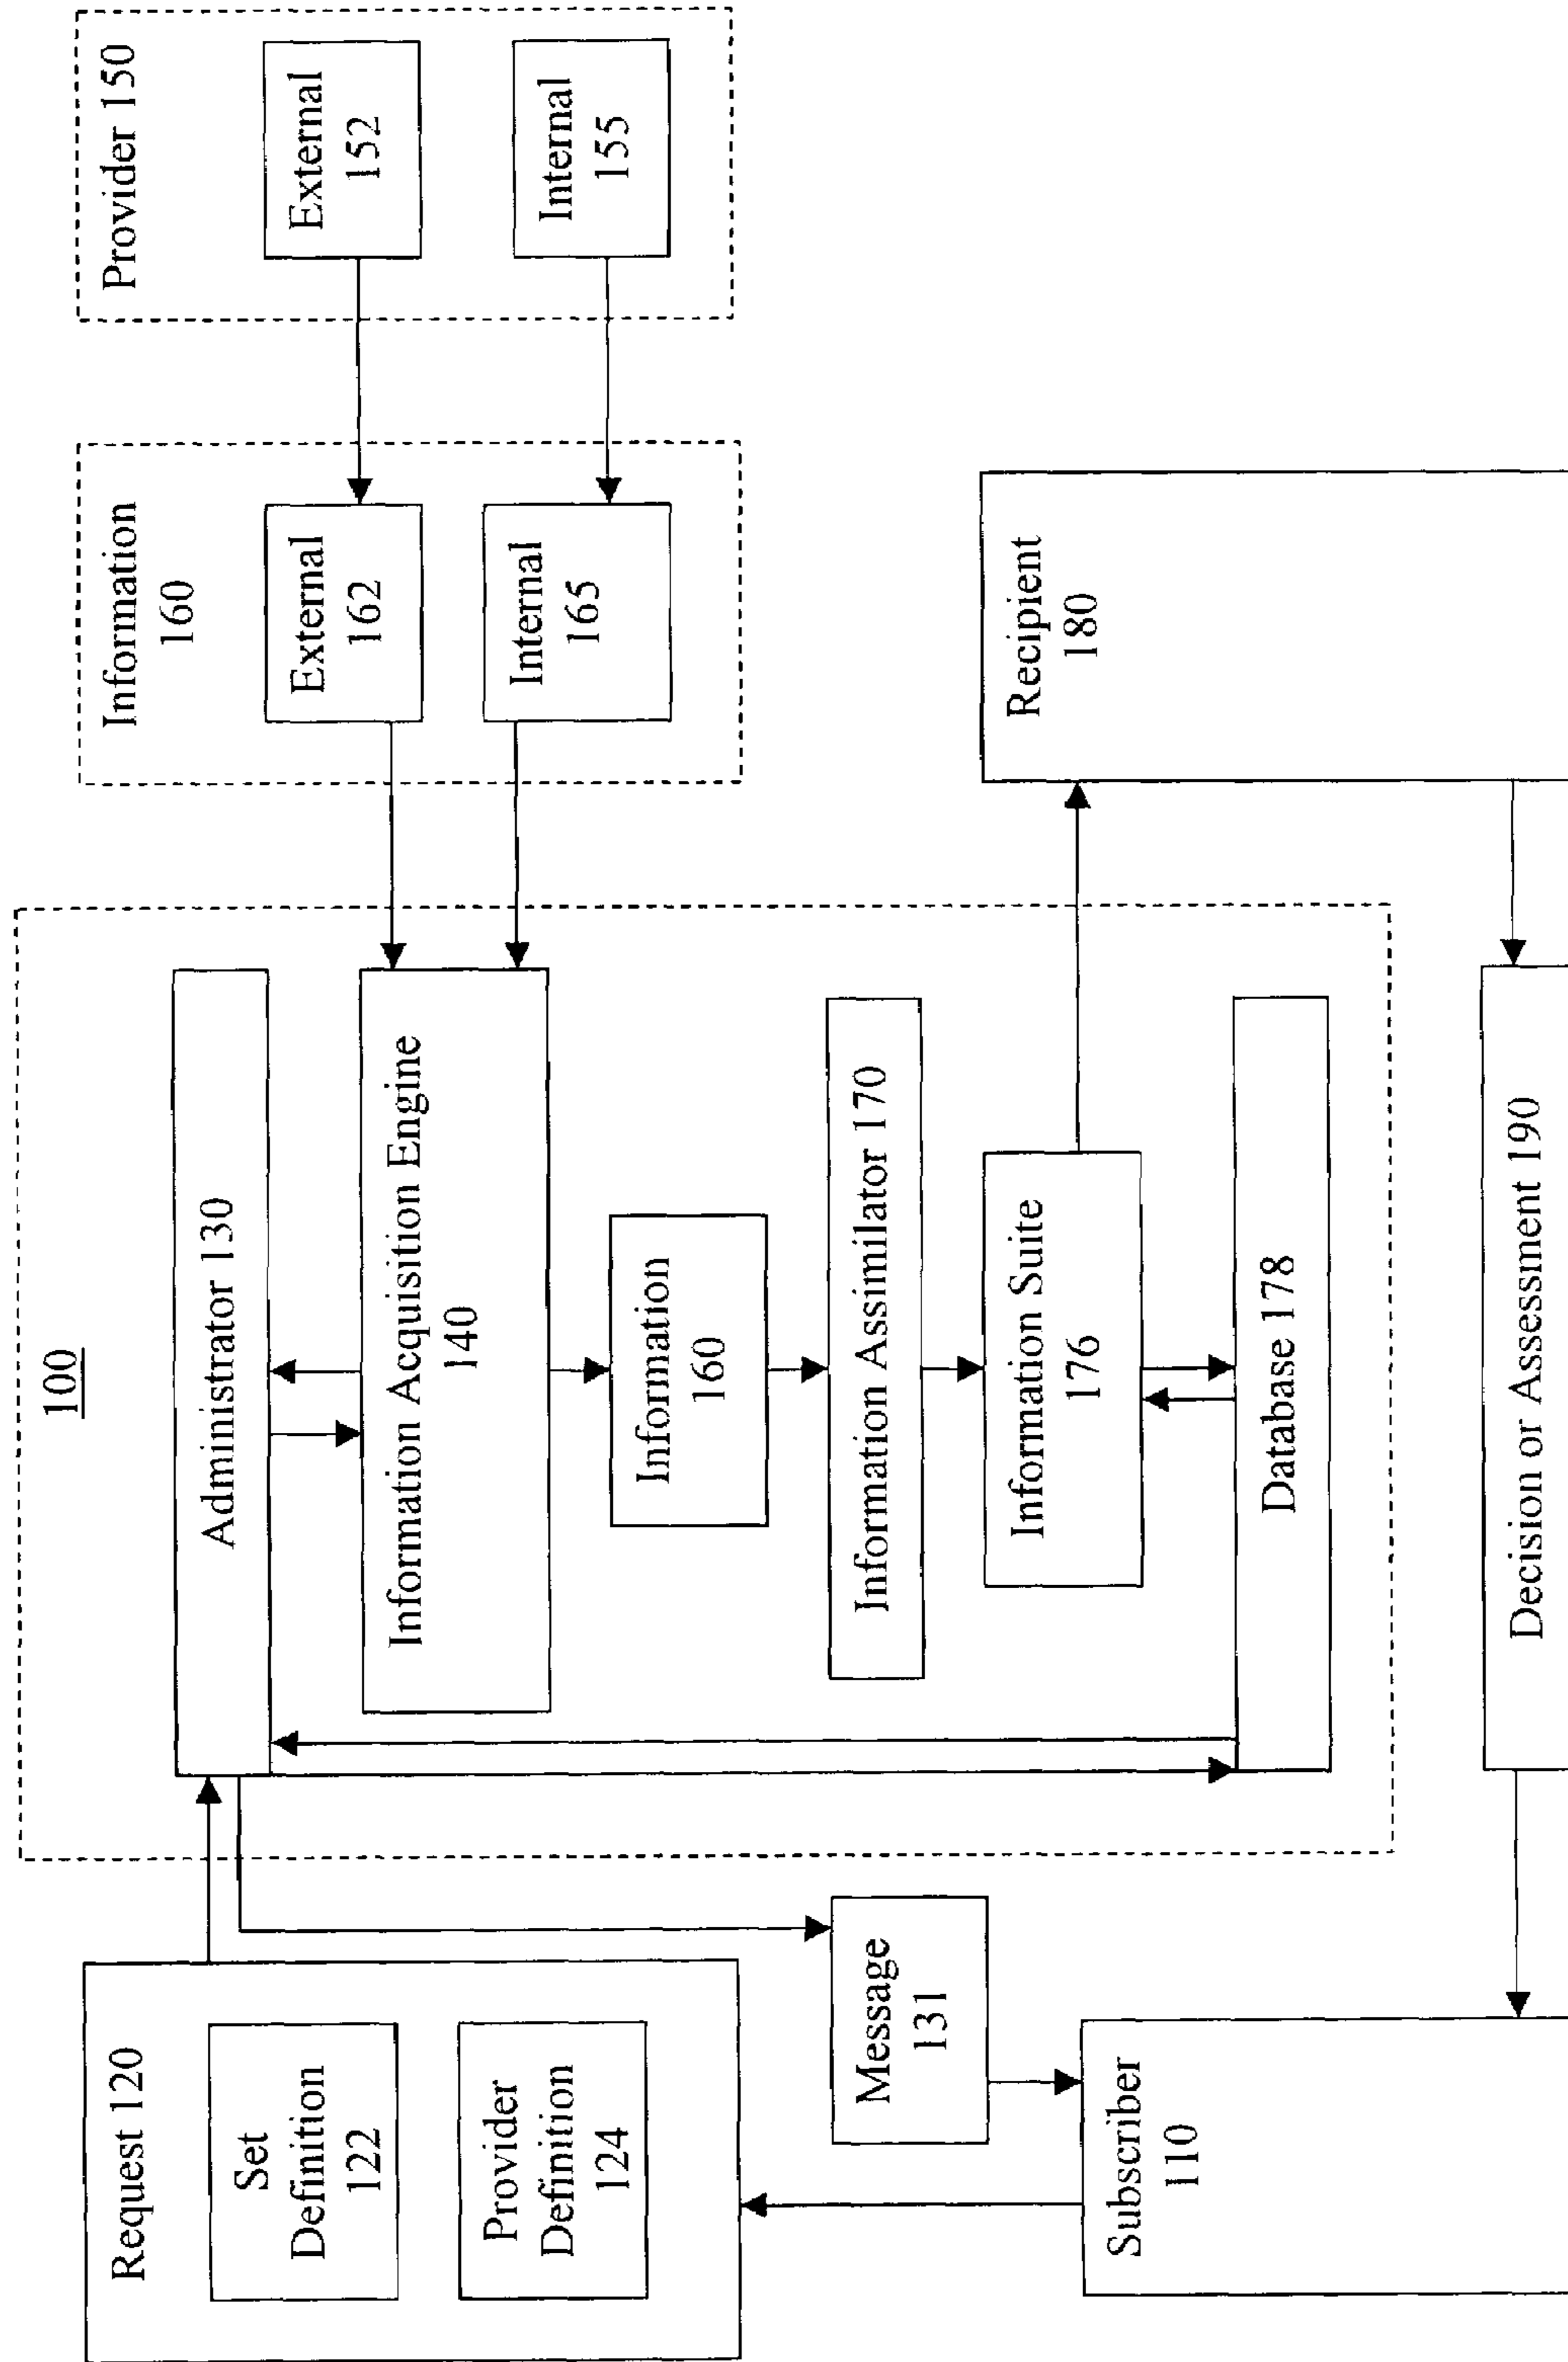 100
Request 120
Set
Definition
122
Provider
Definition
124
Message
131
Subscriber
110
Administrator 130
Information Acquisition Engine
140
Information
160
Information Assimilator 170
Information Suite
176
Database 178
Decision or Assessment 190
Information
160
External
162
Internal
165
Recipient
180
Provider 150
External
152
Internal
155